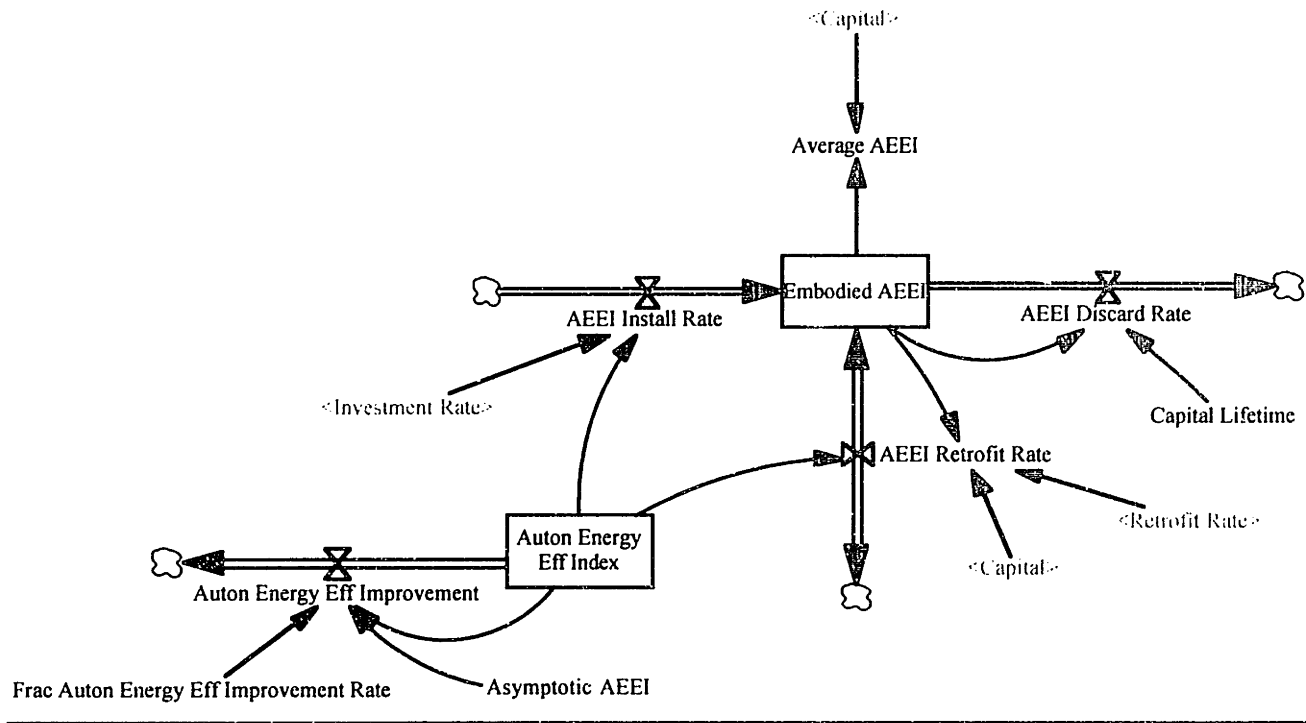 <Capital>
Average AEEI
Embodied AEEI
AEEI Install Rate
AEEI Discard Rate
<Investment Rate>
Capital Lifetime
AEEI Retrofit Rate
<Retrofit Rate>
<Capital>
Auton Energy
Eff Index
Auton Energy Eff Improvement
Frac Auton Energy Eff Improvement Rate
Asymptotic AEEI